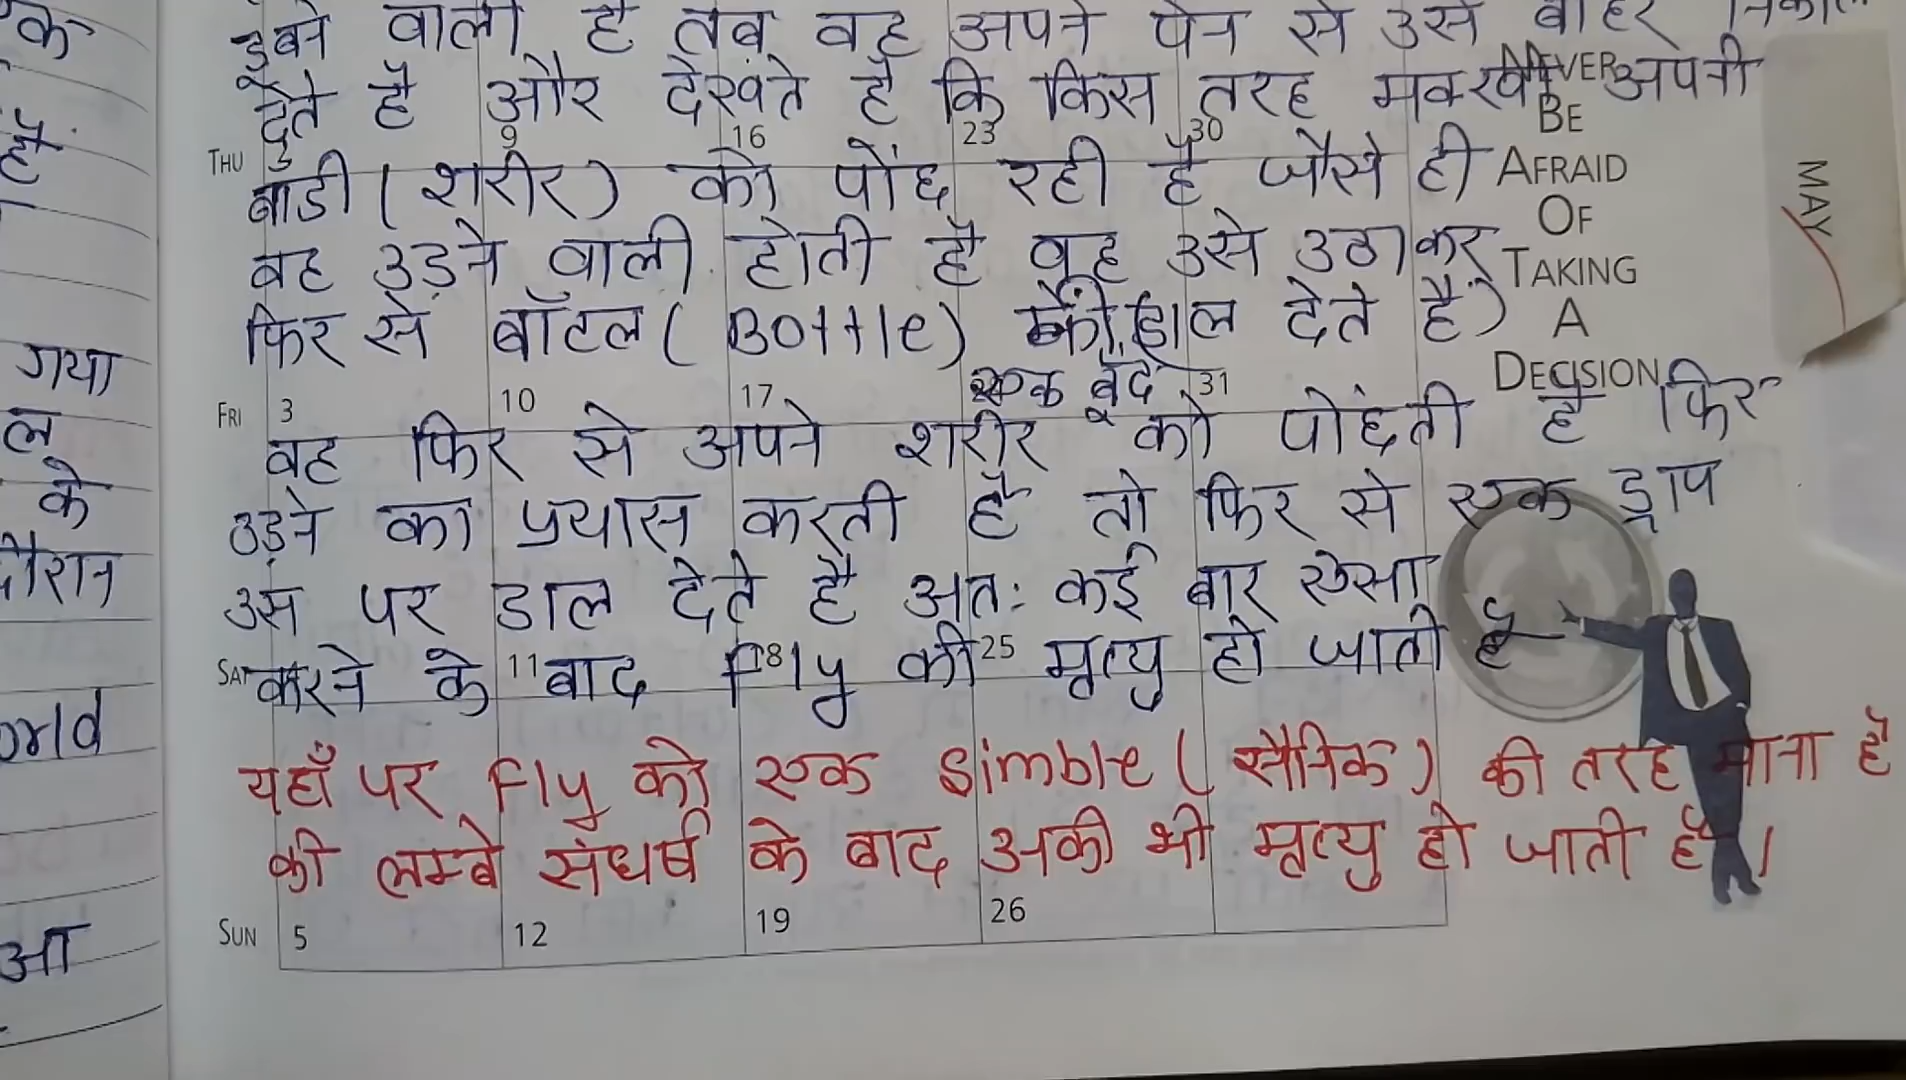 क
हैं
गया
ल
के
दौरान
orld
आ
डूबने वाली है तब वह अपने पेन से उसे बाहर निकाल
देते है और देखते है कि किस तरह मक्खी अपनी
बाडी (शरीर) को पोंछ रही है जैसे ही
वह उड़ने वाली होती है वह उसे उठाकर
फिर से बॉटल (Bottle) की डाल देते है)
एक बूंद
वह फिर से अपने शरीर को पोंछती है फिर
उड़ने का प्रयास करती है तो फिर से एक ड्राप
उस पर डाल देते है अतः कई बार ऐसा
करने के बाद Fly की मृत्यु हो जाती है
यहाँ पर Fly को एक Simble (सैनिक) की तरह माना है
की लम्बे संघर्ष के बाद अकी भी मृत्यु हो जाती है।
THU 2 9 16 23 30
FRI 3 10 17 31
SAT 11 18 25
SUN 5 12 19 26
NEVER
BE
AFRAID
OF
TAKING
A
DECISION
MAY